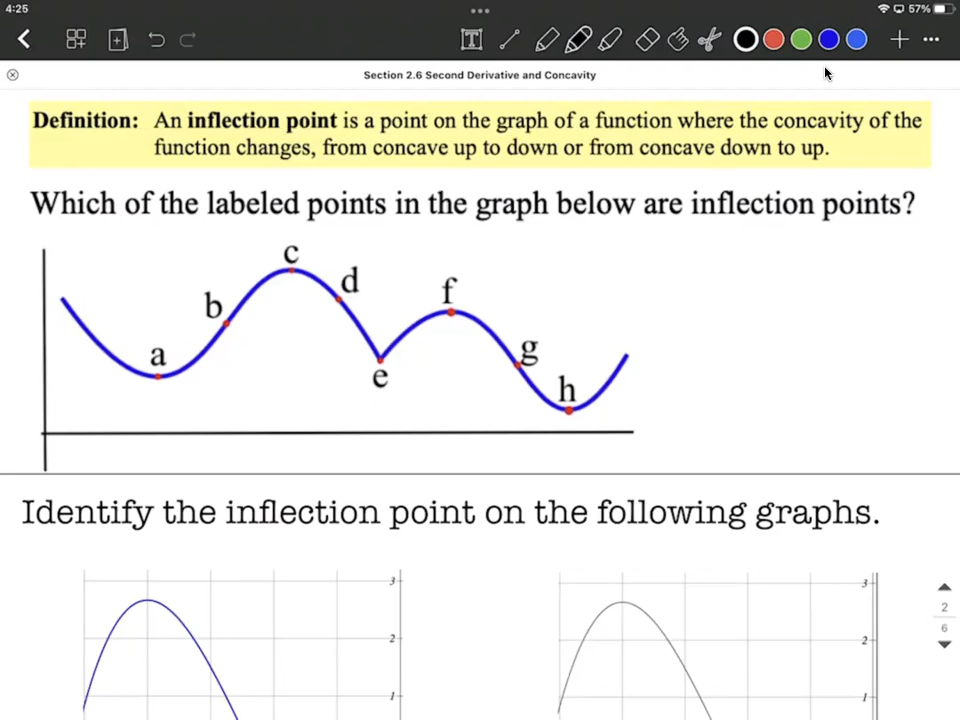 4:25
57%
Section 2.6 Second Derivative and Concavity
Definition: An inflection point is a point on the graph of a function where the concavity of the
function changes, from concave up to down or from concave down to up.
Which of the labeled points in the graph below are inflection points?
c
d
b
f
a
g
e
h
Identify the inflection point on the following graphs.
3
3
2
2
1
1
2
6